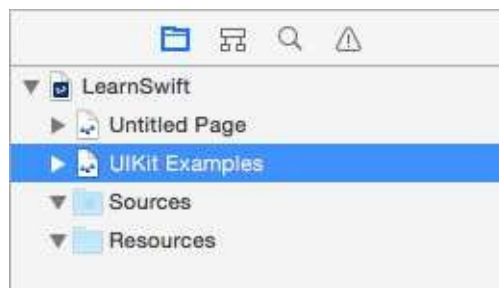 LearnSwift
Untitled Page
UIKit Examples
Sources
Resources